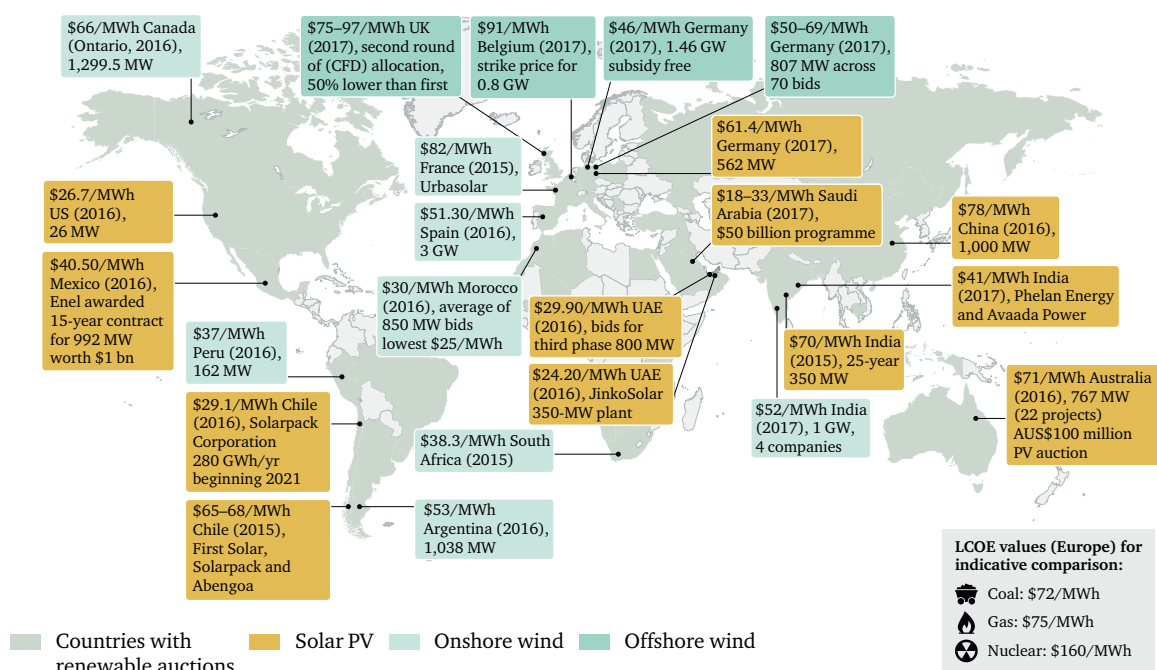 $66/MWh Canada
(Ontario, 2016),
1,299.5 MW
$75–97/MWh UK
(2017), second round
of (CFD) allocation,
50% lower than first
$91/MWh
Belgium (2017),
strike price for
0.8 GW
$46/MWh Germany
(2017), 1.46 GW
subsidy free
$50–69/MWh
Germany (2017),
807 MW across
70 bids
$82/MWh
France (2015),
Urbasolar
$61.4/MWh
Germany (2017),
562 MW
$26.7/MWh
US (2016),
26 MW
$51.30/MWh
Spain (2016),
3 GW
$18–33/MWh Saudi
Arabia (2017),
$50 billion programme
$78/MWh
China (2016),
1,000 MW
$40.50/MWh
Mexico (2016),
Enel awarded
15-year contract
for 992 MW
worth $1 bn
$30/MWh Morocco
(2016), average of
850 MW bids
lowest $25/MWh
$29.90/MWh UAE
(2016), bids for
third phase 800 MW
$41/MWh India
(2017), Phelan Energy
and Avaada Power
$37/MWh
Peru (2016),
162 MW
$70/MWh India
(2015), 25-year
350 MW
$24.20/MWh UAE
(2016), JinkoSolar
350-MW plant
$71/MWh Australia
(2016), 767 MW
(22 projects)
AUS$100 million
PV auction
$29.1/MWh Chile
(2016), Solarpack
Corporation
280 GWh/yr
beginning 2021
$52/MWh India
(2017), 1 GW,
4 companies
$38.3/MWh South
Africa (2015)
$65–68/MWh
Chile (2015),
First Solar,
Solarpack and
Abengoa
$53/MWh
Argentina (2016),
1,038 MW
LCOE values (Europe) for
indicative comparison:
Coal: $72/MWh
Gas: $75/MWh
Nuclear: $160/MWh
Countries with
renewable auctions
Solar PV
Onshore wind
Offshore wind